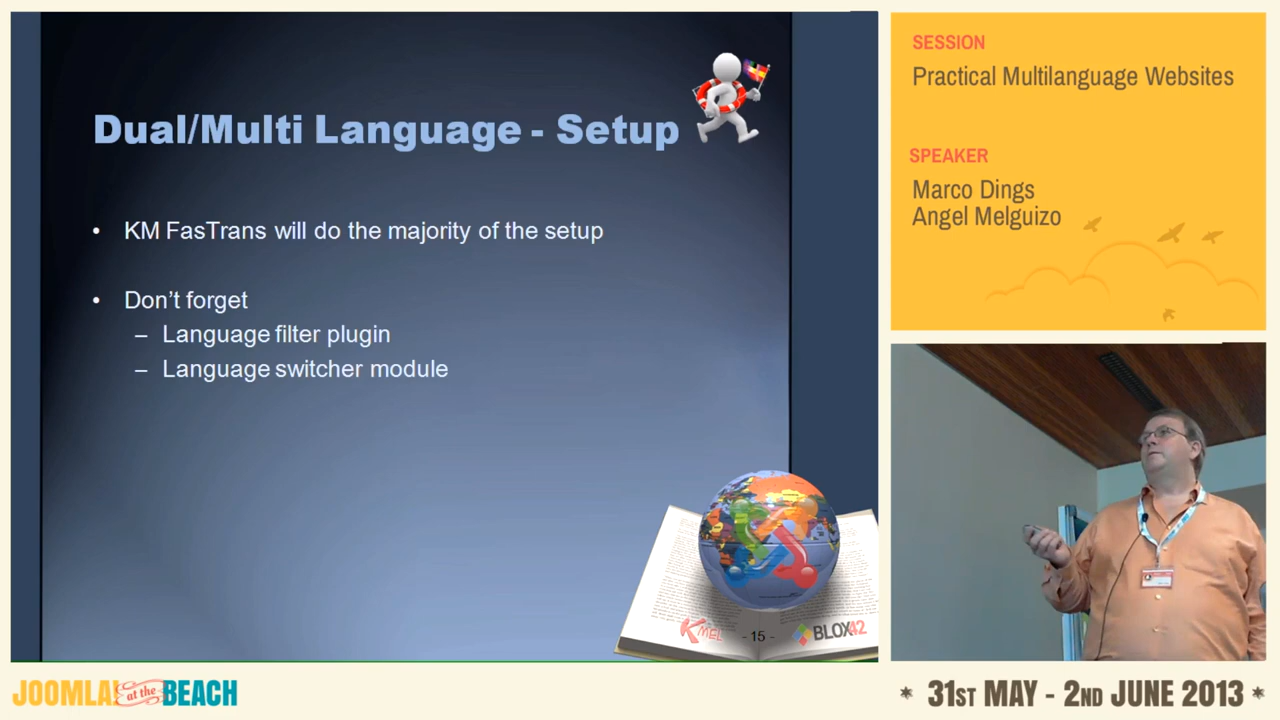 Dual/Multi Language - Setup
• KM FasTrans will do the majority of the setup
• Don’t forget
– Language filter plugin
– Language switcher module
KMEL
- 15 -
BLOX42
SESSION
Practical Multilanguage Websites
SPEAKER
Marco Dings
Angel Melguizo
JOOMLA! at the BEACH
* 31ST MAY - 2ND JUNE 2013 *